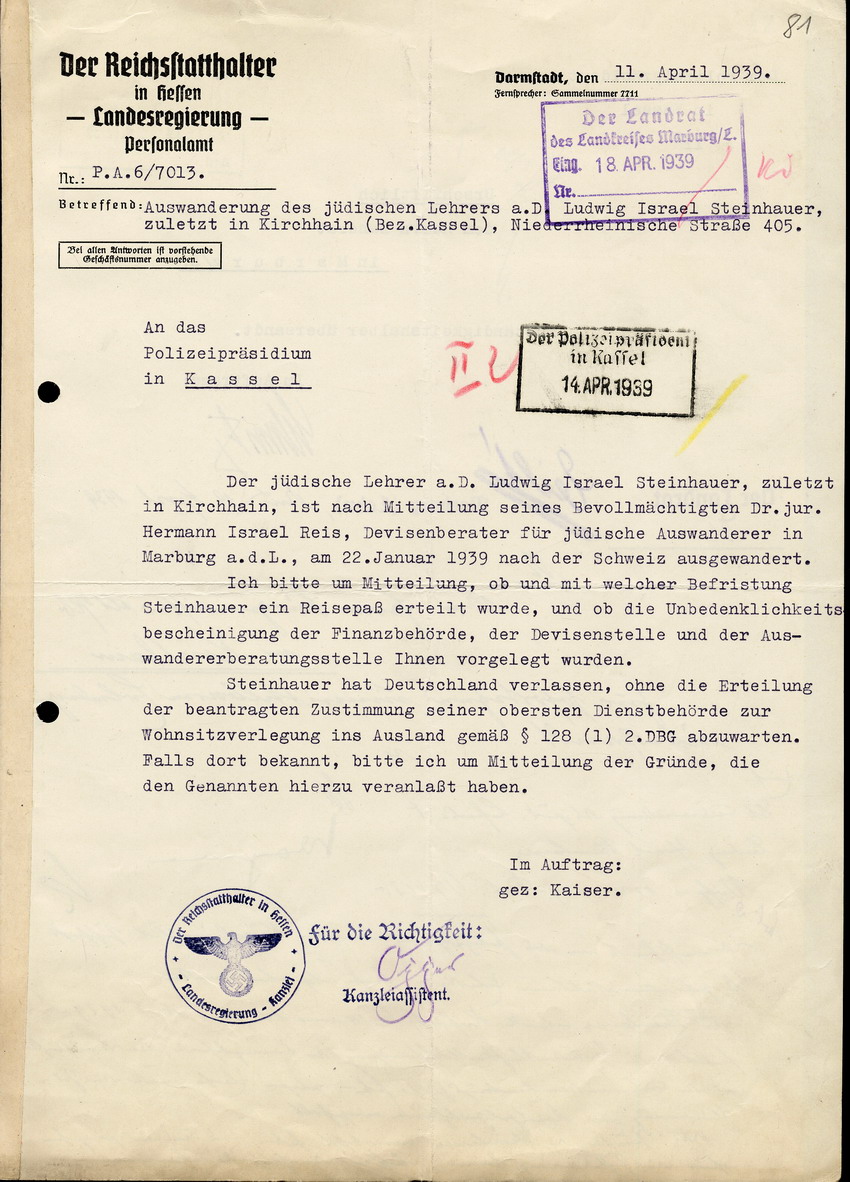 81
Der Reichsstatthalter
in Hessen
— Landesregierung —
Personalamt
Nr.: P.A.6/7013.
Darmstadt, den 11. April 1939.
Fernsprecher: Sammelnummer 7711
Der Landrat
des Landkreises Marburg/L.
Eing. 18. APR. 1939
Nr.
Betreffend: Auswanderung des jüdischen Lehrers a.D. Ludwig Israel Steinhauer,
zuletzt in Kirchhain (Bez.Kassel), Niederrheinische Straße 405.
Bei allen Antworten ist vorstehende
Geschäftsnummer anzugeben.
An das
Polizeipräsidium
in Kassel
II 2
Der Polizeipräsident
in Kassel
14. APR. 1939
Der jüdische Lehrer a.D. Ludwig Israel Steinhauer, zuletzt
in Kirchhain, ist nach Mitteilung seines Bevollmächtigten Dr.jur.
Hermann Israel Reis, Devisenberater für jüdische Auswanderer in
Marburg a.d.L., am 22.Januar 1939 nach der Schweiz ausgewandert.
Ich bitte um Mitteilung, ob und mit welcher Befristung
Steinhauer ein Reisepaß erteilt wurde, und ob die Unbedenklichkeits
bescheinigung der Finanzbehörde, der Devisenstelle und der Aus-
wandererberatungsstelle Ihnen vorgelegt wurden.
Steinhauer hat Deutschland verlassen, ohne die Erteilung
der beantragten Zustimmung seiner obersten Dienstbehörde zur
Wohnsitzverlegung ins Ausland gemäß § 128 (1) 2.DBG abzuwarten.
Falls dort bekannt, bitte ich um Mitteilung der Gründe, die
den Genannten hierzu veranlaßt haben.
Im Auftrag:
gez: Kaiser.
Der Reichsstatthalter in Hessen
- Landesregierung - Kanzlei -
Für die Richtigkeit:
Kanzleiassistent.